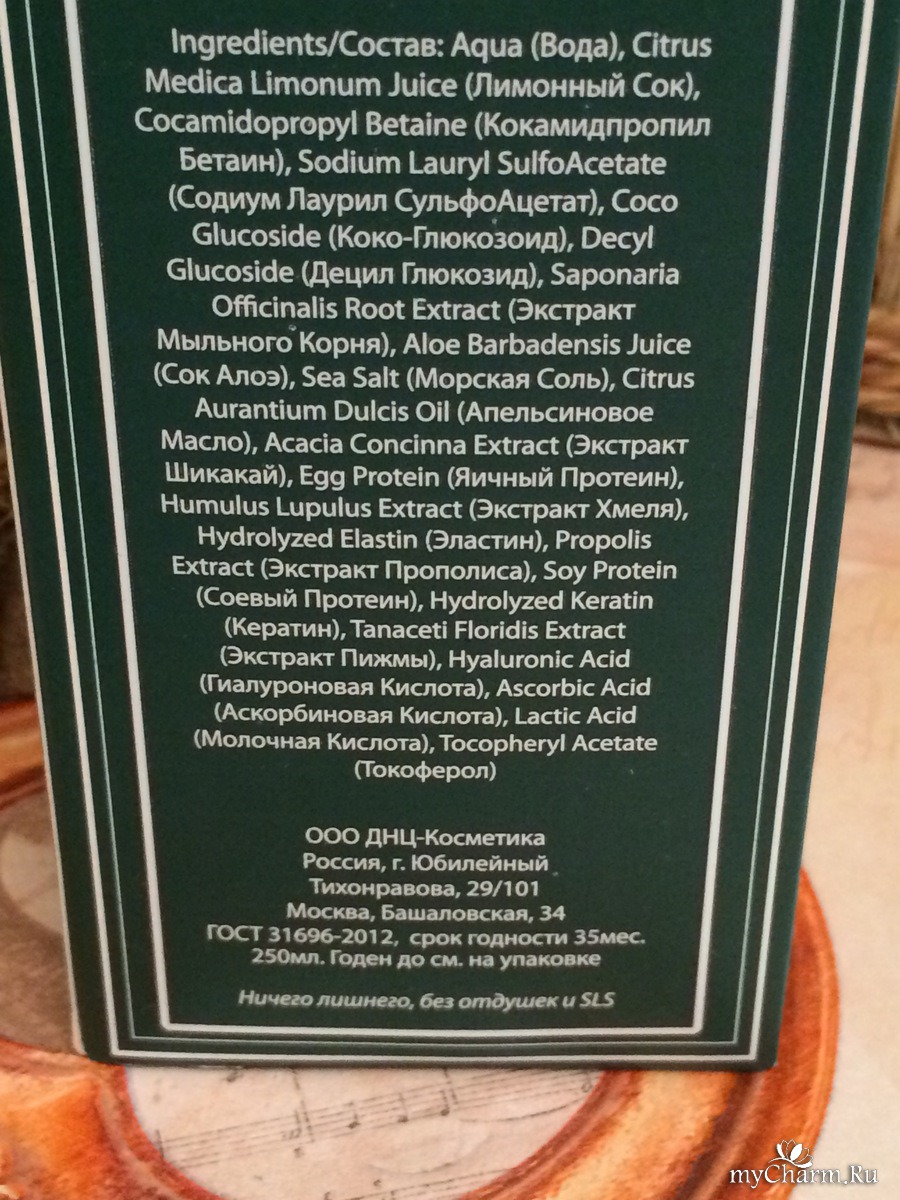 Ingredients/Состав: Aqua (Вода), Citrus
Medica Limonum Juice (Лимонный Сок),
Cocamidopropyl Betaine (Кокамидпропил
Бетаин), Sodium Lauryl SulfoAcetate
(Содиум Лаурил СульфоАцетат), Coco
Glucoside (Коко-Глюкозоид), Decyl
Glucoside (Децил Глюкозид), Saponaria
Officinalis Root Extract (Экстракт
Мыльного Корня), Aloe Barbadensis Juice
(Сок Алоэ), Sea Salt (Морская Соль), Citrus
Aurantium Dulcis Oil (Апельсиновое
Масло), Acacia Concinna Extract (Экстракт
Шикакай), Egg Protein (Яичный Протеин),
Humulus Lupulus Extract (Экстракт Хмеля),
Hydrolyzed Elastin (Эластин), Propolis
Extract (Экстракт Прополиса), Soy Protein
(Соевый Протеин), Hydrolyzed Keratin
(Кератин), Tanaceti Floridis Extract
(Экстракт Пижмы), Hyaluronic Acid
(Гиалуроновая Кислота), Ascorbic Acid
(Аскорбиновая Кислота), Lactic Acid
(Молочная Кислота), Tocopheryl Acetate
(Токоферол)
ООО ДНЦ-Косметика
Россия, г. Юбилейный
Тихонравова, 29/101
Москва, Башаловская, 34
ГОСТ 31696-2012, срок годности 35мес.
250мл. Годен до см. на упаковке
Ничего лишнего, без отдушек и SLS
myCharm.Ru